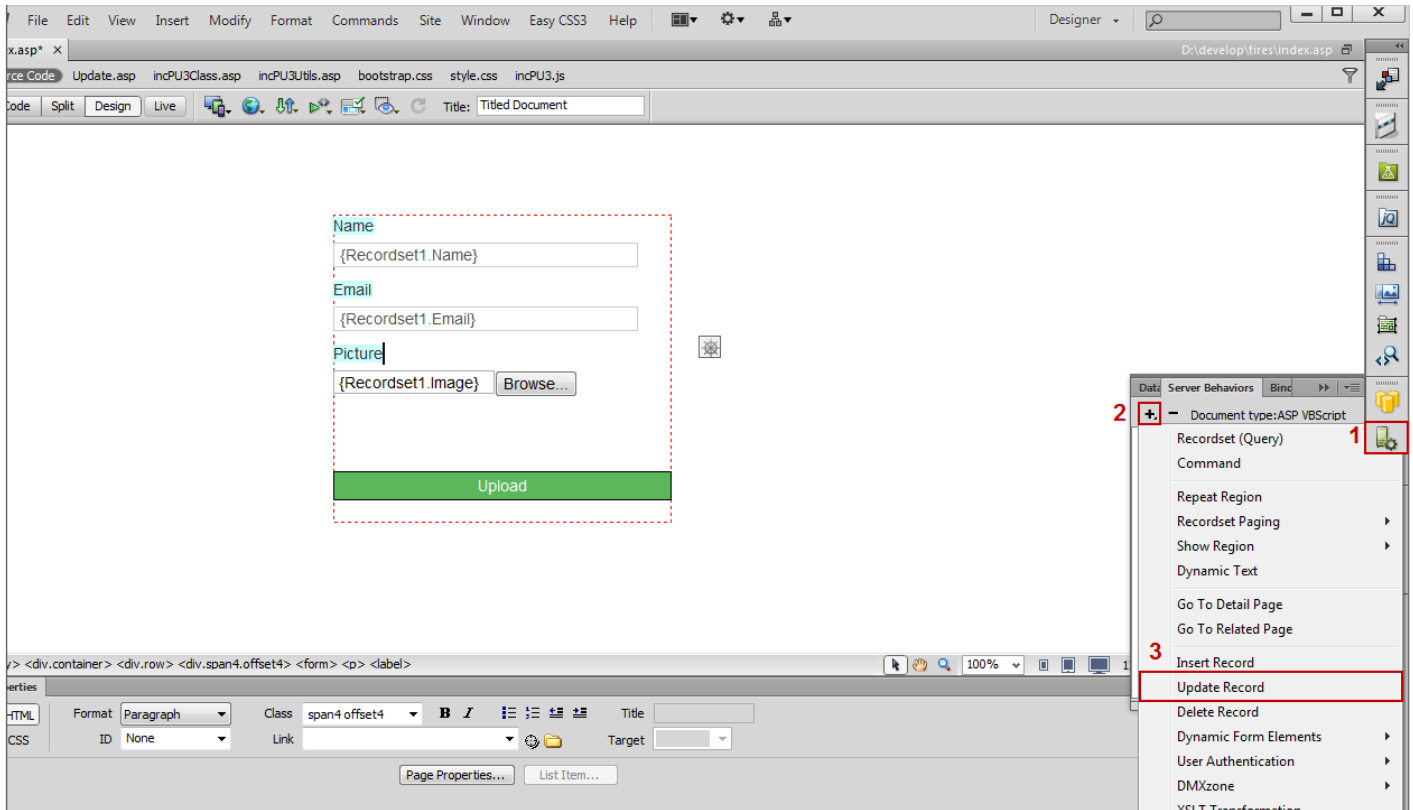 File Edit View Insert Modify Format Commands Site Window Easy CSS3 Help Designer
x.asp* D:\develop\tires\index.asp
rce Code Update.asp incPU3Class.asp incPU3Utils.asp bootstrap.css style.css incPU3.js
Code Split Design Live Title: Titled Document
Name
{Recordset1.Name}
Email
{Recordset1.Email}
Picture
{Recordset1.Image} Browse...
Upload
jQ
Data Server Behaviors Bind
2 +. − Document type:ASP VBScript
1
Recordset (Query)
Command
Repeat Region
Recordset Paging
Show Region
Dynamic Text
Go To Detail Page
Go To Related Page
3
Insert Record
Update Record
Delete Record
Dynamic Form Elements
User Authentication
DMXzone
XSLT Transformation
y> <div.container> <div.row> <div.span4.offset4> <form> <p> <label> 100% 1
erties
HTML Format Paragraph Class span4 offset4 B I Title
CSS ID None Link Target
Page Properties... List Item...